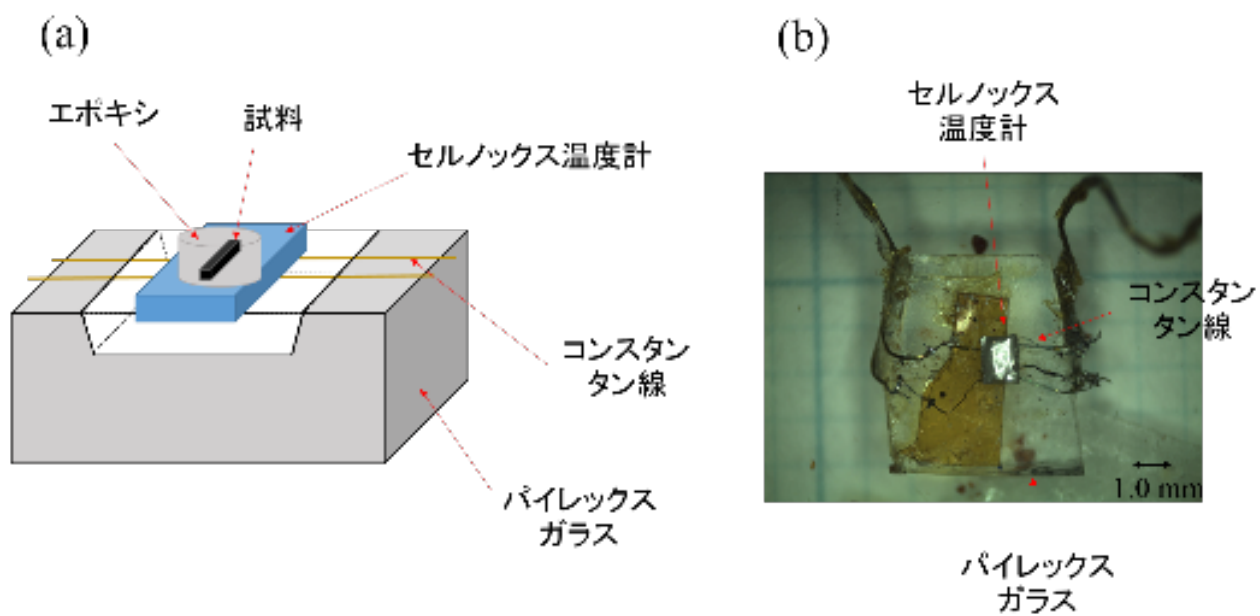 (a)
エポキシ
試料
セルノックス温度計
コンスタン
タン線
パイレックス
ガラス
(b)
セルノックス
温度計
コンスタン
タン線
1.0 mm
パイレックス
ガラス